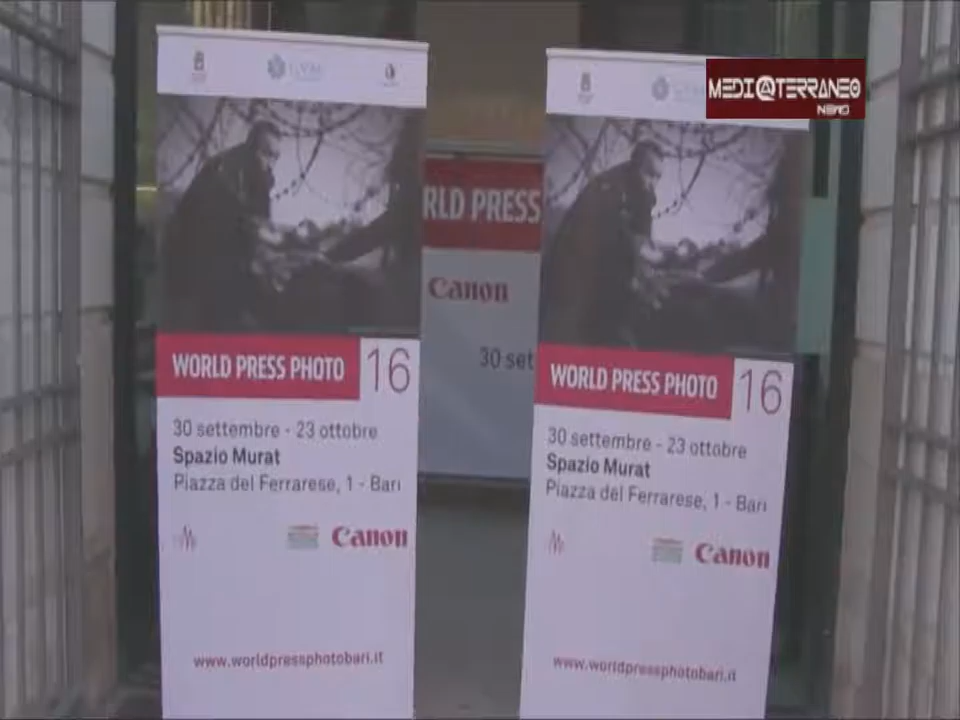 MEDI@TERRANEO
NEWS
WORLD PRESS PHOTO 16
30 settembre - 23 ottobre
Spazio Murat
Piazza del Ferrarese, 1 - Bari
Canon
www.worldpressphotobari.it
RLD PRESS
Canon
30 set
WORLD PRESS PHOTO 16
30 settembre - 23 ottobre
Spazio Murat
Piazza del Ferrarese, 1 - Bari
Canon
www.worldpressphotobari.it